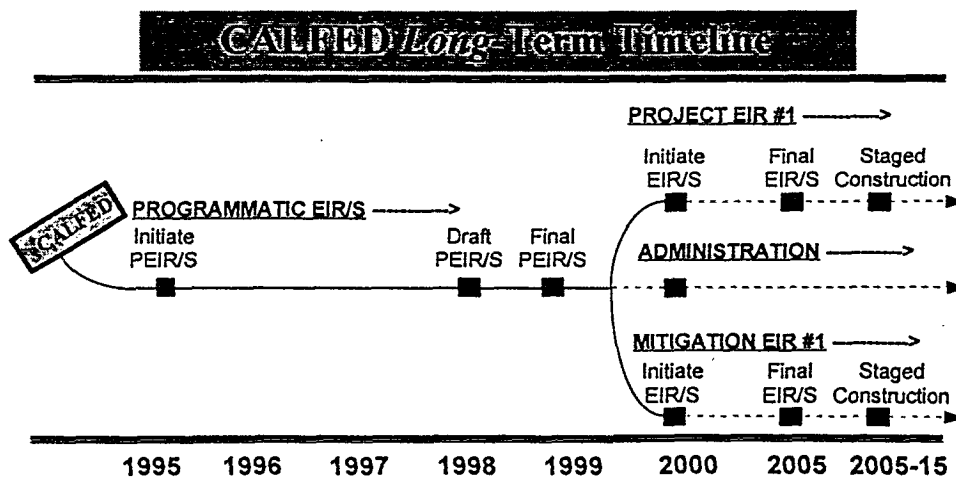 CALFED Long-Term Timeline
PROJECT EIR #1
Initiate
EIR/S
Final
EIR/S
Staged
Construction
CALFED
PROGRAMMATIC EIR/S
Initiate
PEIR/S
Draft
PEIR/S
Final
PEIR/S
ADMINISTRATION
MITIGATION EIR #1
Initiate
EIR/S
Final
EIR/S
Staged
Construction
1995 1996 1997 1998 1999 2000 2005 2005-15